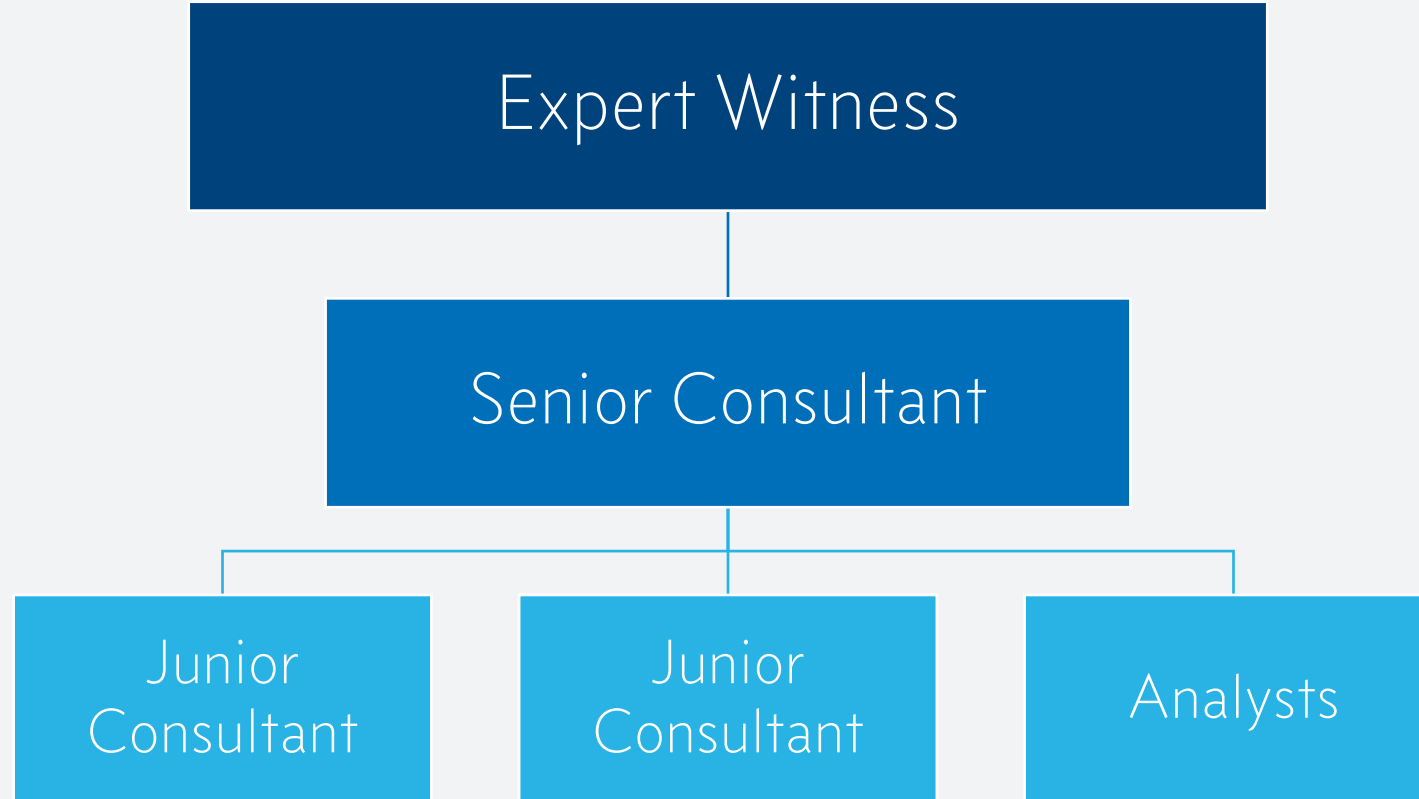 Expert Witness
Senior Consultant
Junior
Consultant
Junior
Consultant
Analysts